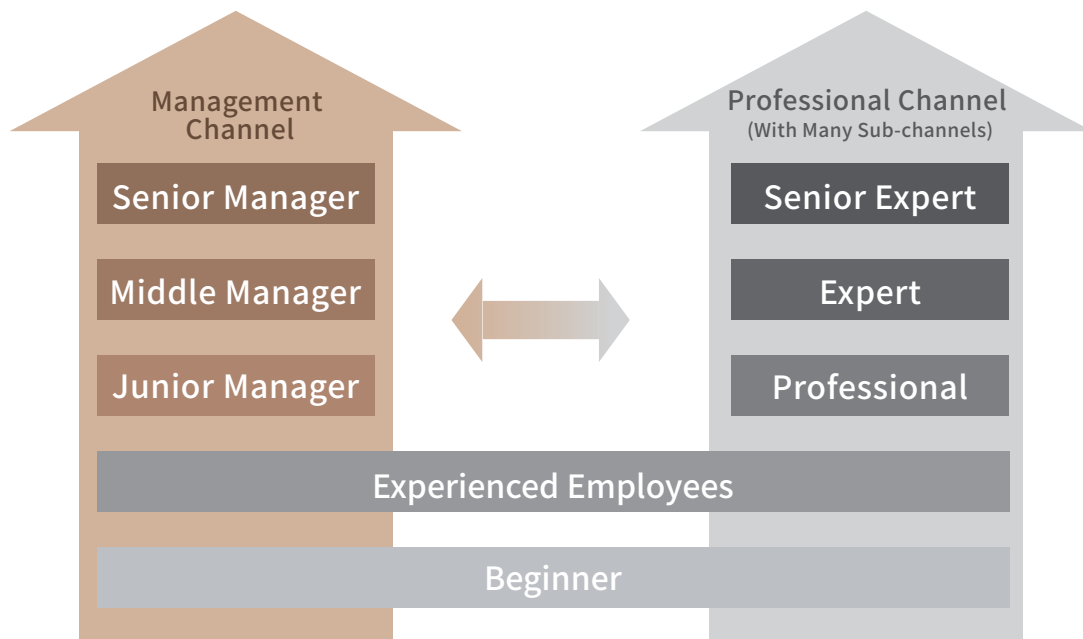 Management
Channel
Senior Manager
Middle Manager
Junior Manager
Professional Channel
(With Many Sub-channels)
Senior Expert
Expert
Professional
Experienced Employees
Beginner